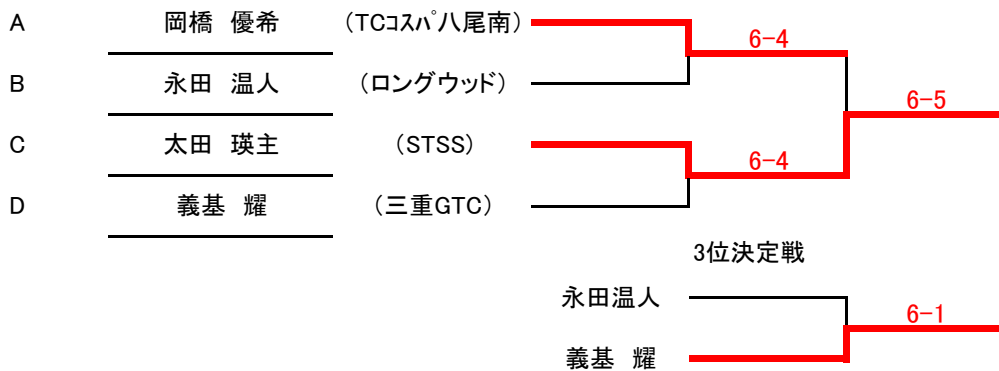 A 岡橋 優希 (TCコスパ八尾南)
6-4
B 永田 温人 (ロングウッド)
6-5
C 太田 瑛主 (STSS)
6-4
D 義基 耀 (三重GTC)
3位決定戦
永田温人
6-1
義基 耀